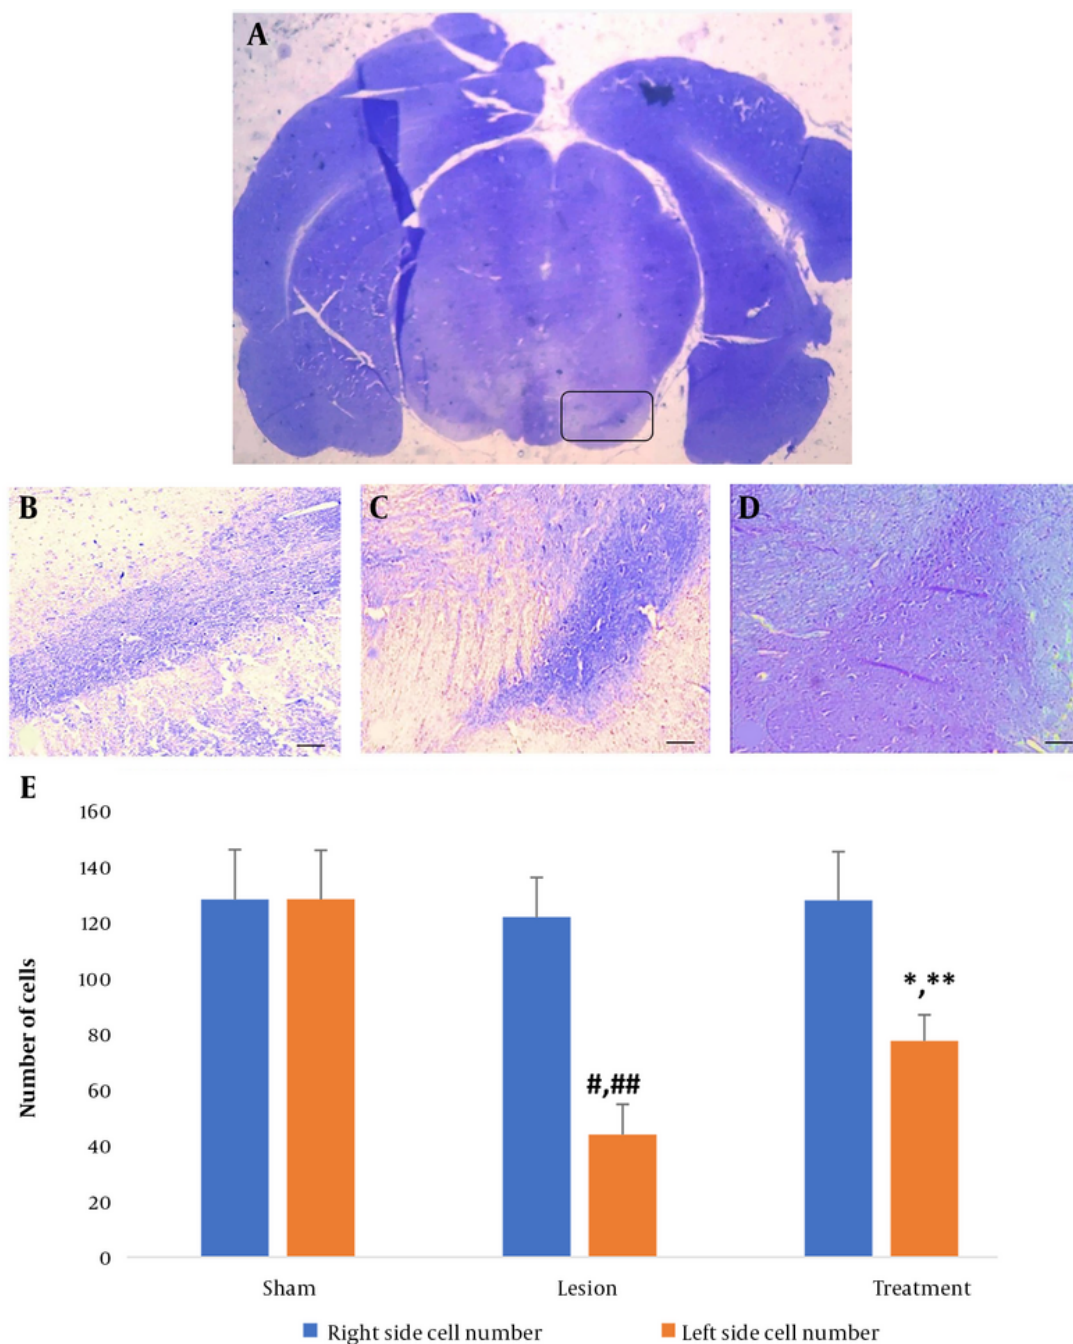 A
B
C
D
E
160
140
120
100
80
60
40
20
0
Number of cells
#,##
*,**
Sham
Lesion
Treatment
Right side cell number
Left side cell number